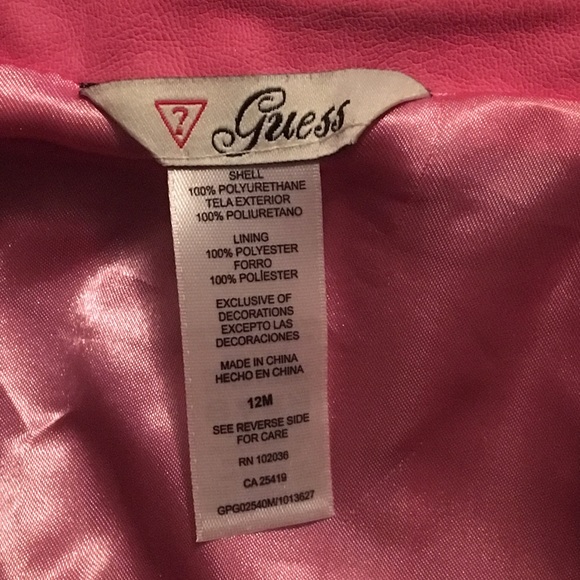 ? Guess
SHELL
100% POLYURETHANE
TELA EXTERIOR
100% POLIURETANO
LINING
100% POLYESTER
FORRO
100% POLÍESTER
EXCLUSIVE OF
DECORATIONS
EXCEPTO LAS
DECORACIONES
MADE IN CHINA
HECHO EN CHINA
12M
SEE REVERSE SIDE
FOR CARE
RN 102036
CA 25419
GPG02540M/1013627